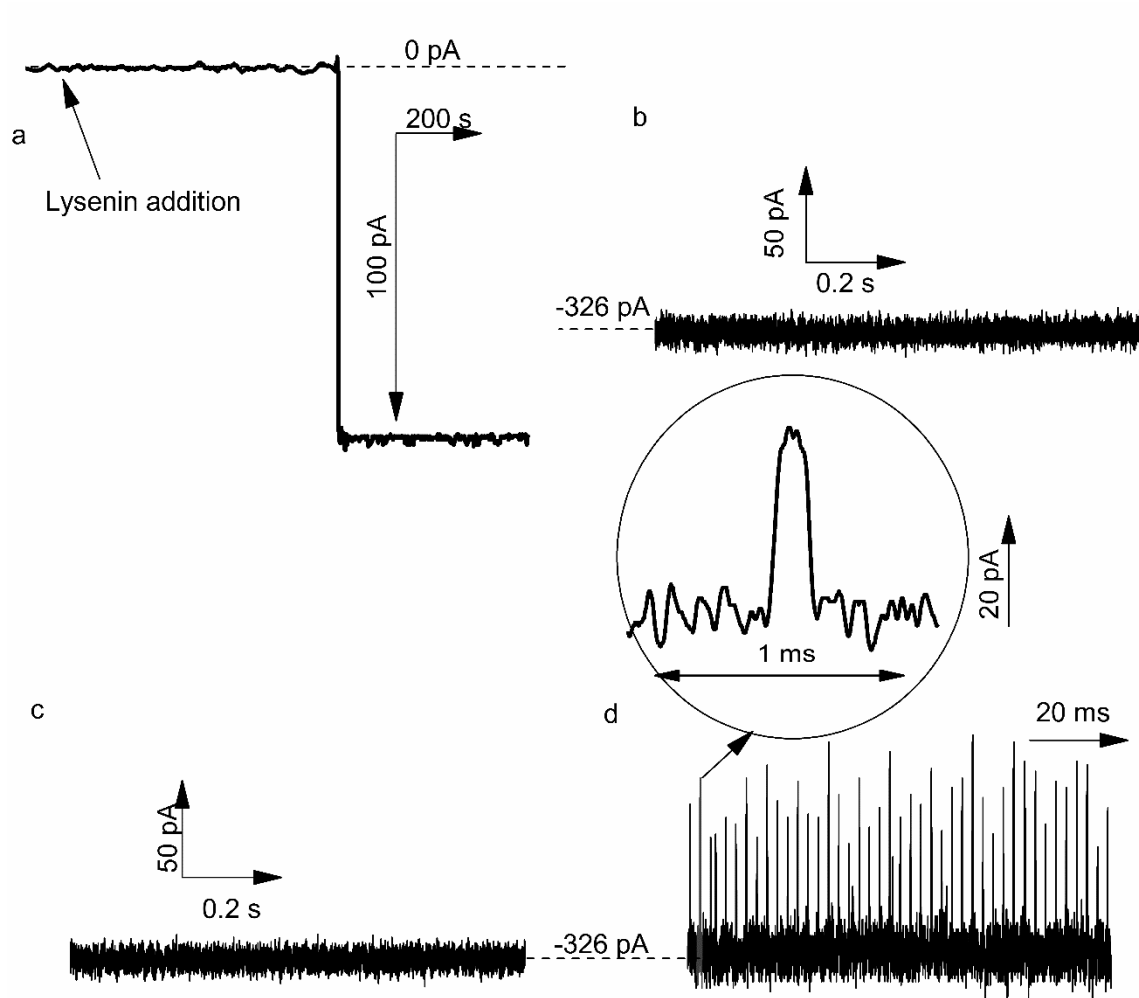 0 pA
200 s
a
Lysenin addition
100 pA
b
50 pA
0.2 s
-326 pA
20 pA
1 ms
c
50 pA
0.2 s
d
20 ms
-326 pA